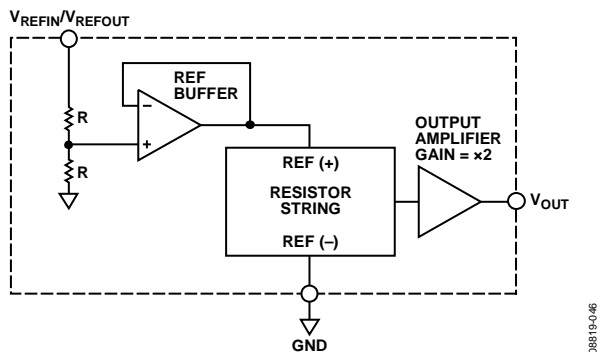 VREFIN/VREFOUT
REF
BUFFER
R
R
−
+
OUTPUT
AMPLIFIER
GAIN = ×2
REF (+)
RESISTOR
STRING
REF (–)
VOUT
GND
08819-046